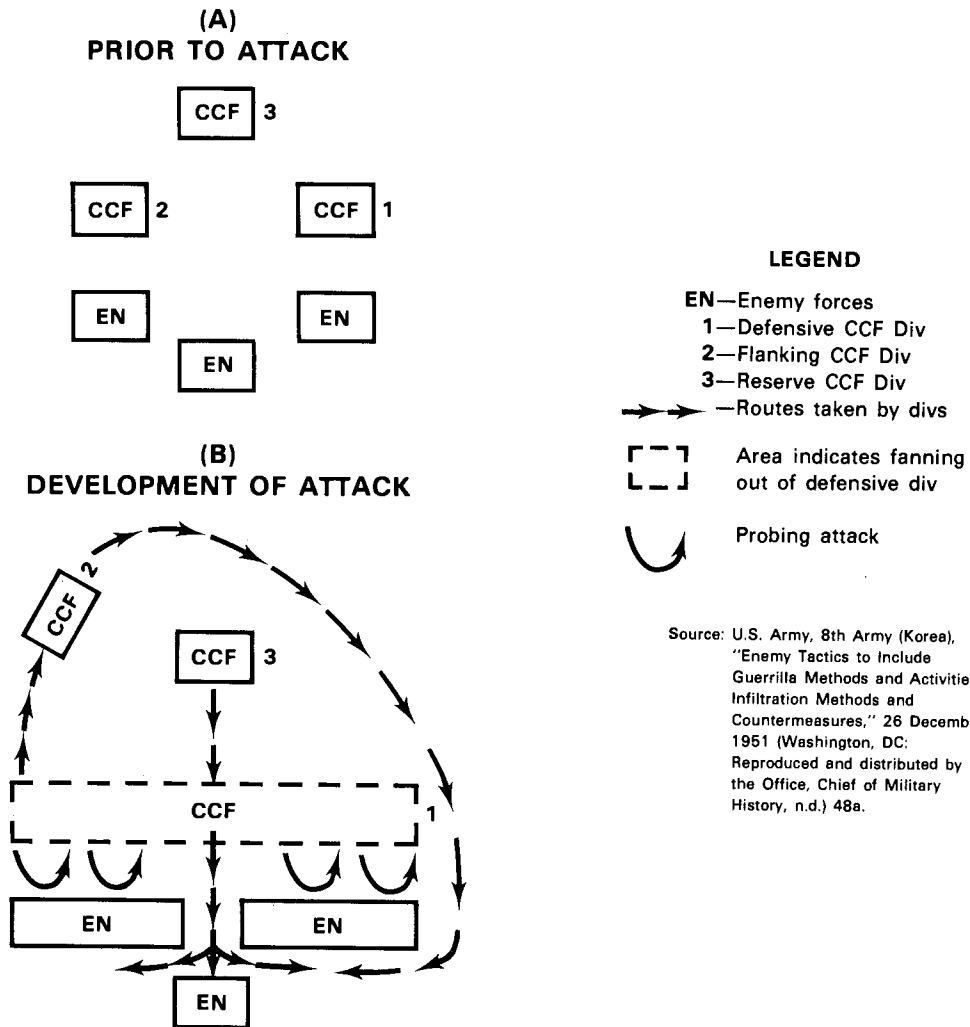 (A)
PRIOR TO ATTACK
CCF 3
CCF 2
CCF 1
EN
EN
EN
(B)
DEVELOPMENT OF ATTACK
CCF 2
CCF 3
CCF 1
EN
EN
EN
LEGEND
EN—Enemy forces
1—Defensive CCF Div
2—Flanking CCF Div
3—Reserve CCF Div
—Routes taken by divs
Area indicates fanning
out of defensive div
Probing attack
Source: U.S. Army, 8th Army (Korea),
"Enemy Tactics to Include
Guerrilla Methods and Activitie
Infiltration Methods and
Countermeasures," 26 Decemb
1951 (Washington, DC:
Reproduced and distributed by
the Office, Chief of Military
History, n.d.) 48a.